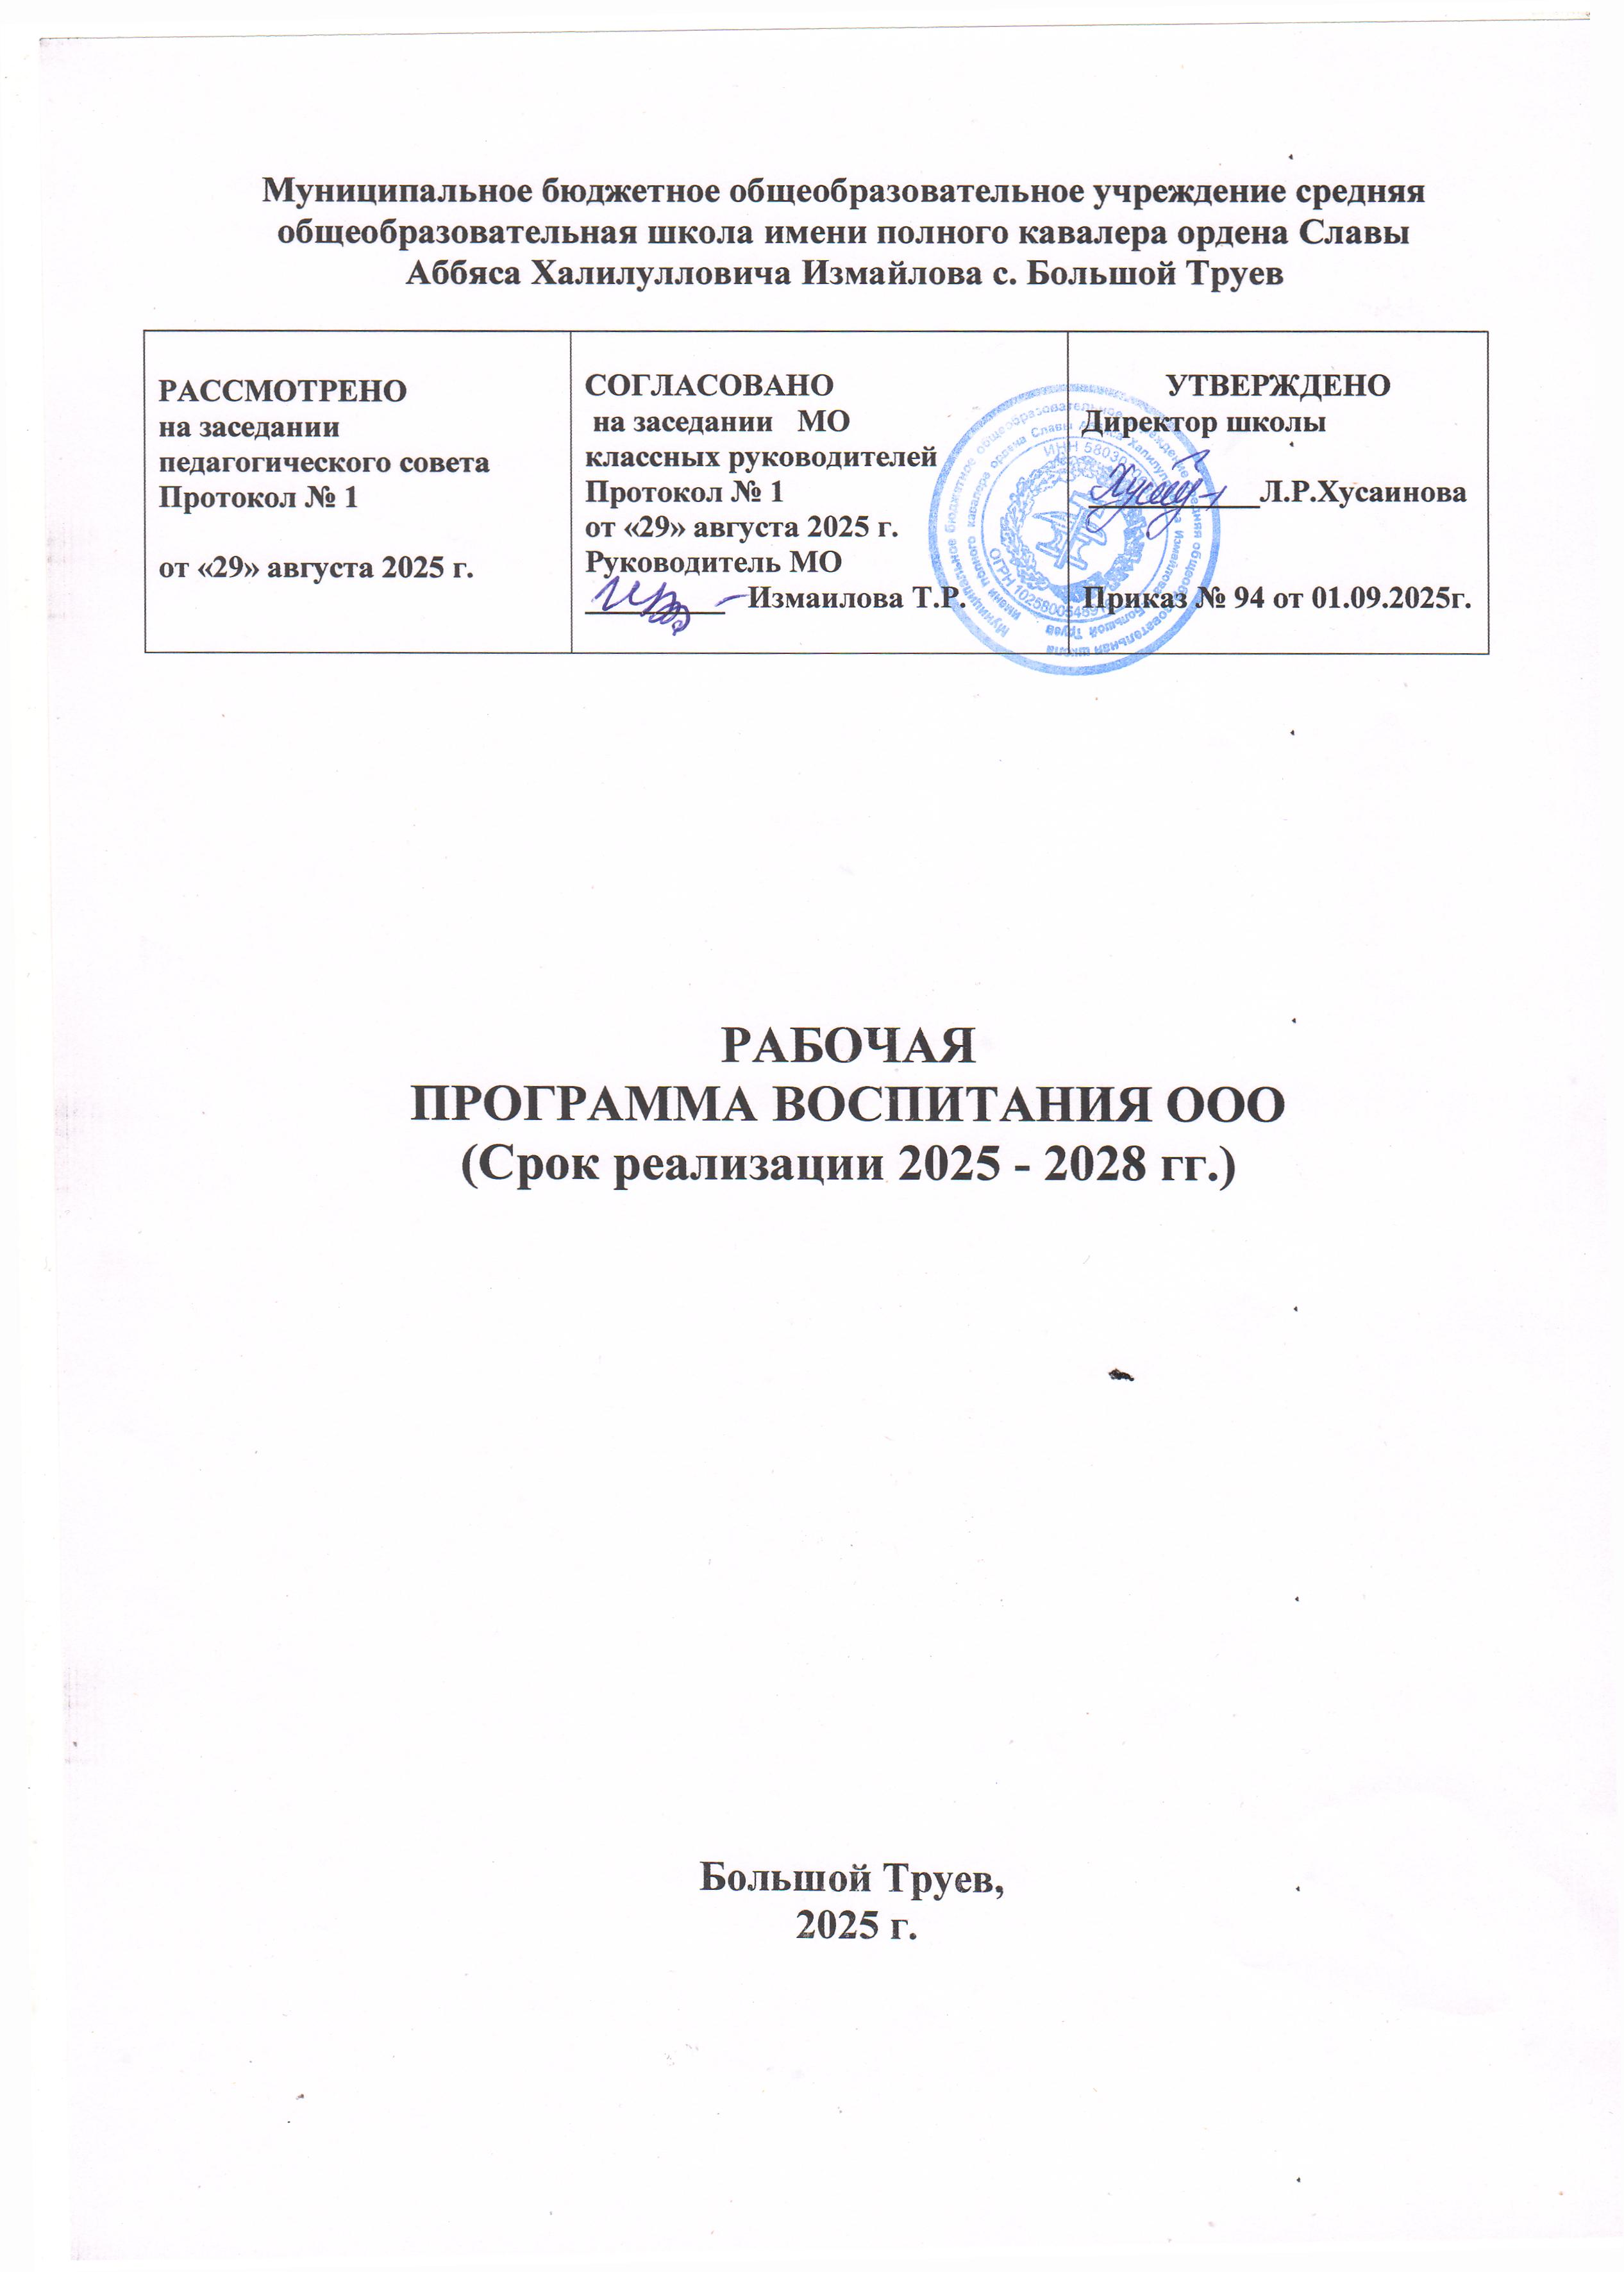 Муниципальное бюджетное общеобразовательное учреждение средняя
общеобразовательная школа имени полного кавалера ордена Славы
Аббяса Халилулловича Измайлова с. Большой Труев
РАССМОТРЕНО
на заседании
педагогического совета
Протокол № 1
от «29» августа 2025 г.
СОГЛАСОВАНО
на заседании МО
классных руководителей
Протокол № 1
от «29» августа 2025 г.
Руководитель МО
Измаилова Т.Р.
УТВЕРЖДЕНО
Директор школы
Л.Р.Хусаинова
Приказ № 94 от 01.09.2025г.
РАБОЧАЯ
ПРОГРАММА ВОСПИТАНИЯ ООО
(Срок реализации 2025 - 2028 гг.)
Большой Труев,
2025 г.